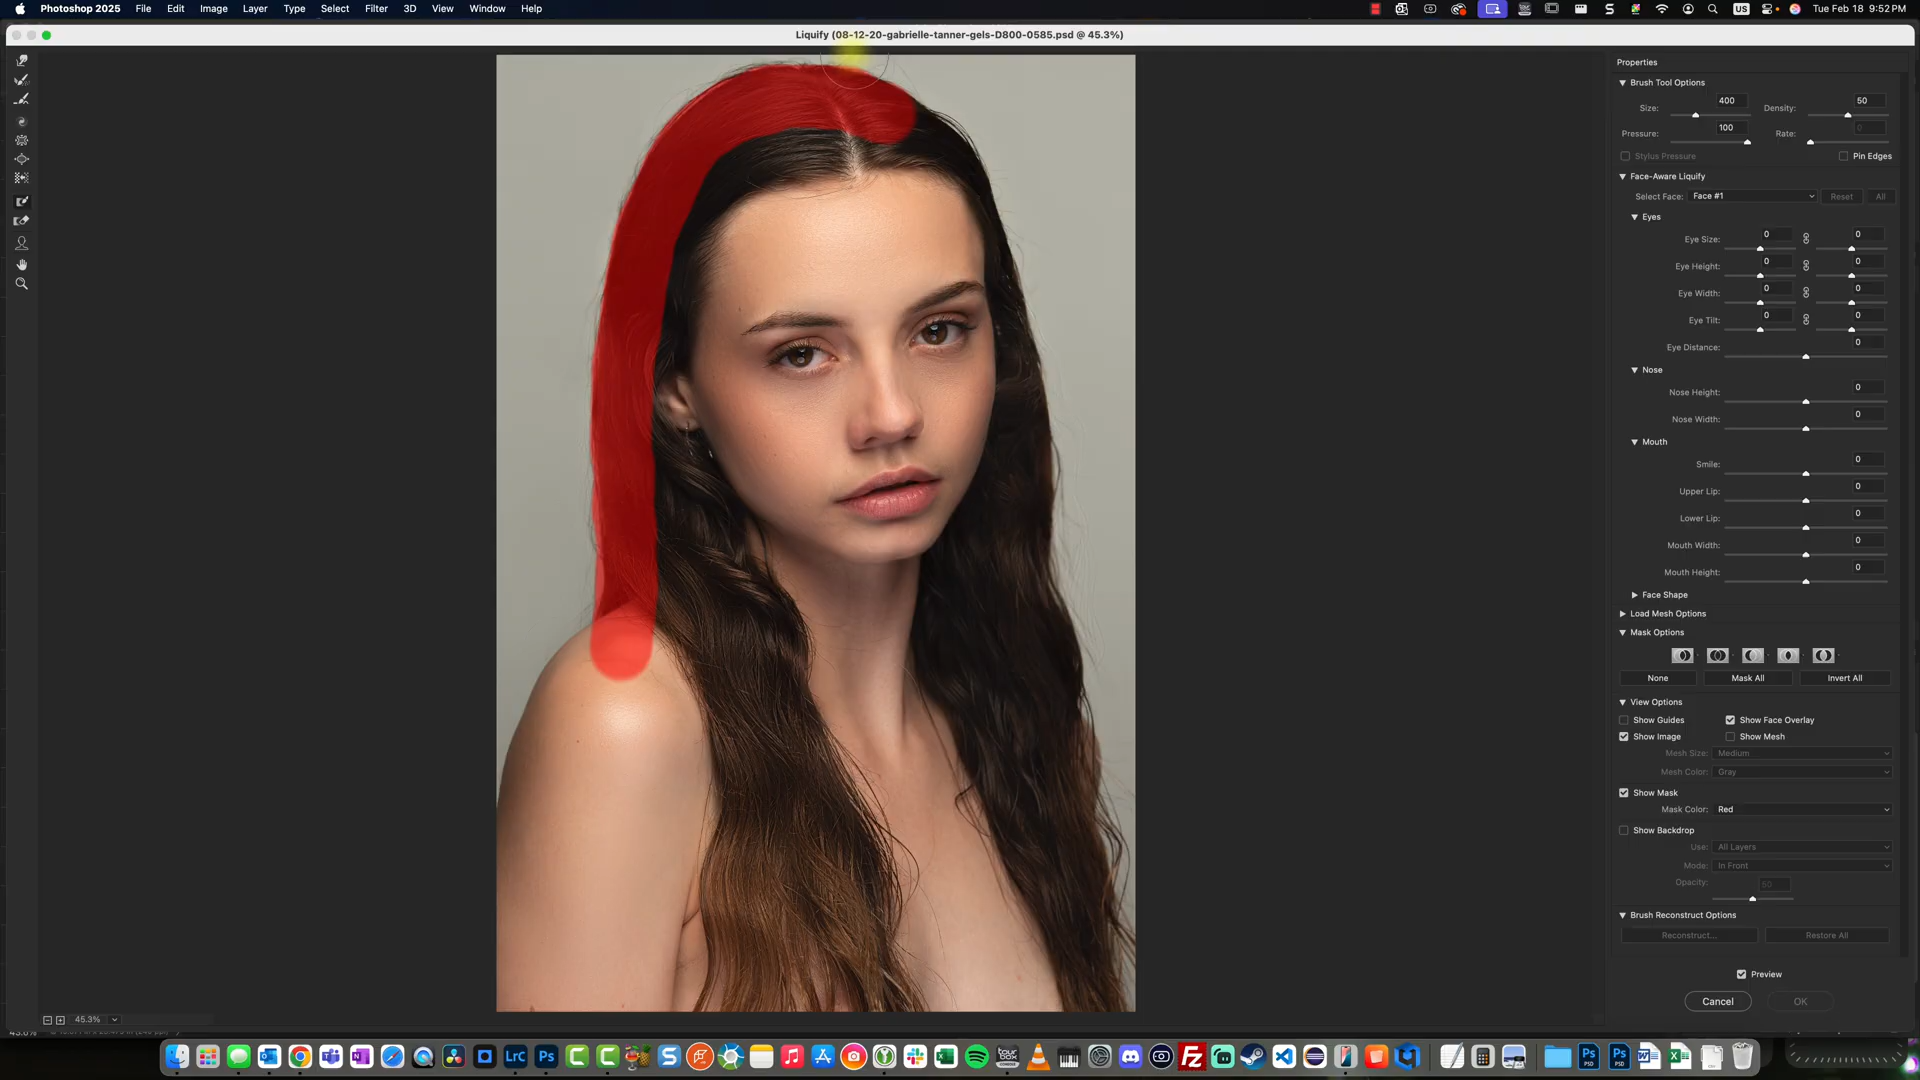 Photoshop 2025 File Edit Image Layer Type Select Filter 3D View Window Help US Tue Feb 18 9:52 PM
Liquify (08-12-20-gabrielle-tanner-gels-D800-0585.psd @ 45.3%)
Properties
Brush Tool Options
Size: 400 Density: 50
Pressure: 100 Rate: 0
Stylus Pressure Pin Edges
Face-Aware Liquify
Select Face: Face #1 Reset All
Eyes
Eye Size: 0 0
Eye Height: 0 0
Eye Width: 0 0
Eye Tilt: 0 0
Eye Distance: 0
Nose
Nose Height: 0
Nose Width: 0
Mouth
Smile: 0
Upper Lip: 0
Lower Lip: 0
Mouth Width: 0
Mouth Height: 0
Face Shape
Load Mesh Options
Mask Options
None Mask All Invert All
View Options
Show Guides Show Face Overlay
Show Image Show Mesh
Mesh Size: Medium
Mesh Color: Gray
Show Mask
Mask Color: Red
Show Backdrop
Use: All Layers
Mode: In Front
Opacity: 50
Brush Reconstruct Options
Reconstruct... Restore All
Preview
Cancel OK
45.3%
LrC Ps